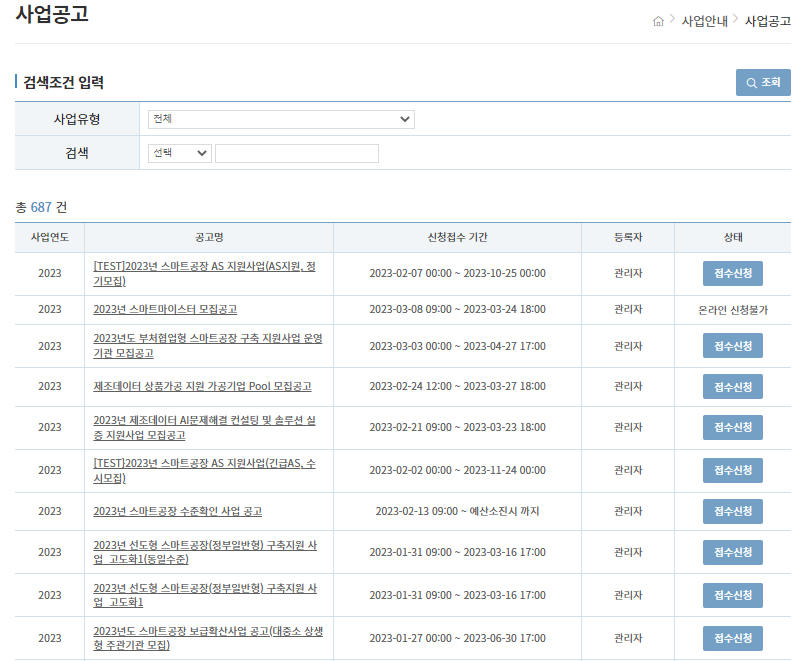 사업공고
사업안내 사업공고
검색조건 입력
조회
사업유형 전체
검색 선택
총 687 건
사업연도 공고명 신청접수 기간 등록자 상태
2023 [TEST]2023년 스마트공장 AS 지원사업(AS지원, 정
기모집) 2023-02-07 00:00 ~ 2023-10-25 00:00 관리자 접수신청
2023 2023년 스마트마이스터 모집공고 2023-03-08 09:00 ~ 2023-03-24 18:00 관리자 온라인 신청불가
2023 2023년도 부처협업형 스마트공장 구축 지원사업 운영
기관 모집공고 2023-03-03 00:00 ~ 2023-04-27 17:00 관리자 접수신청
2023 제조데이터 상품가공 지원 가공기업 Pool 모집공고 2023-02-24 12:00 ~ 2023-03-27 18:00 관리자 접수신청
2023 2023년 제조데이터 AI문제해결 컨설팅 및 솔루션 실
증 지원사업 모집공고 2023-02-21 09:00 ~ 2023-03-23 18:00 관리자 접수신청
2023 [TEST]2023년 스마트공장 AS 지원사업(긴급AS, 수
시모집) 2023-02-02 00:00 ~ 2023-11-24 00:00 관리자 접수신청
2023 2023년 스마트공장 수준확인 사업 공고 2023-02-13 09:00 ~ 예산소진시 까지 관리자 접수신청
2023 2023년 선도형 스마트공장(정부일반형) 구축지원 사
업_고도화1(동일수준) 2023-01-31 09:00 ~ 2023-03-16 17:00 관리자 접수신청
2023 2023년 선도형 스마트공장(정부일반형) 구축지원 사
업_고도화1 2023-01-31 09:00 ~ 2023-03-16 17:00 관리자 접수신청
2023 2023년도 스마트공장 보급확산사업 공고(대중소 상생
형 주관기관 모집) 2023-01-27 00:00 ~ 2023-06-30 17:00 관리자 접수신청